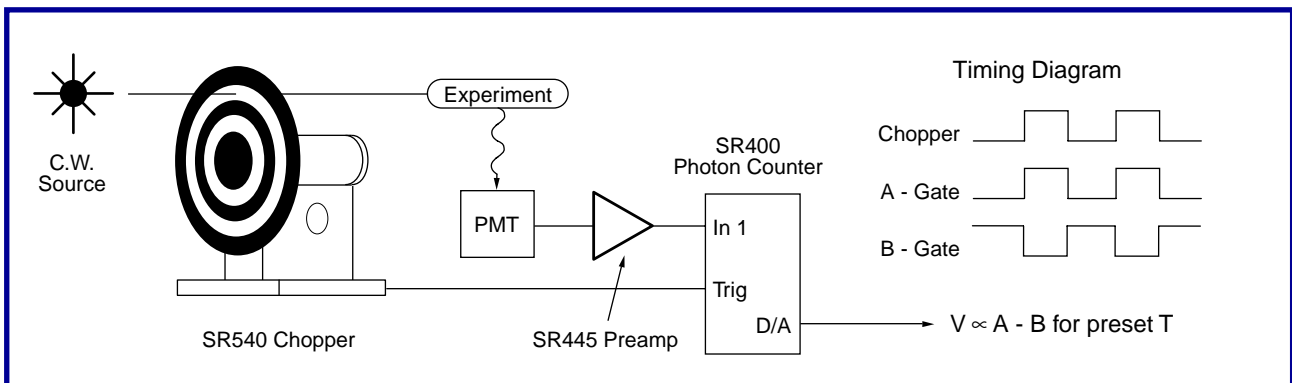 C.W.
Source
Experiment
SR540 Chopper
PMT
SR445 Preamp
SR400
Photon Counter
In 1
Trig
D/A
V ∝ A - B for preset T
Timing Diagram
Chopper
A - Gate
B - Gate